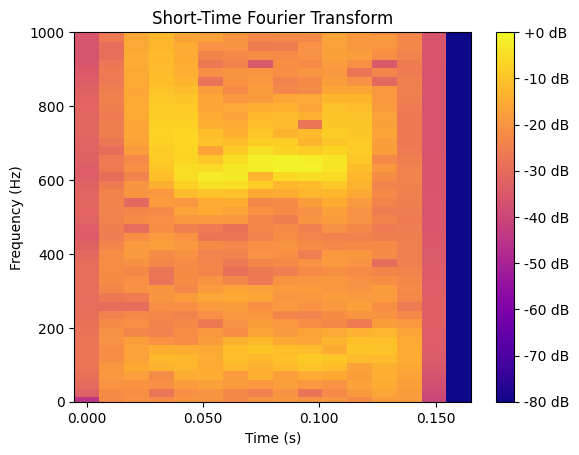 Short-Time Fourier Transform
1000
800
600
400
200
0
Frequency (Hz)
0.000
0.050
0.100
0.150
Time (s)
+0 dB
-10 dB
-20 dB
-30 dB
-40 dB
-50 dB
-60 dB
-70 dB
-80 dB